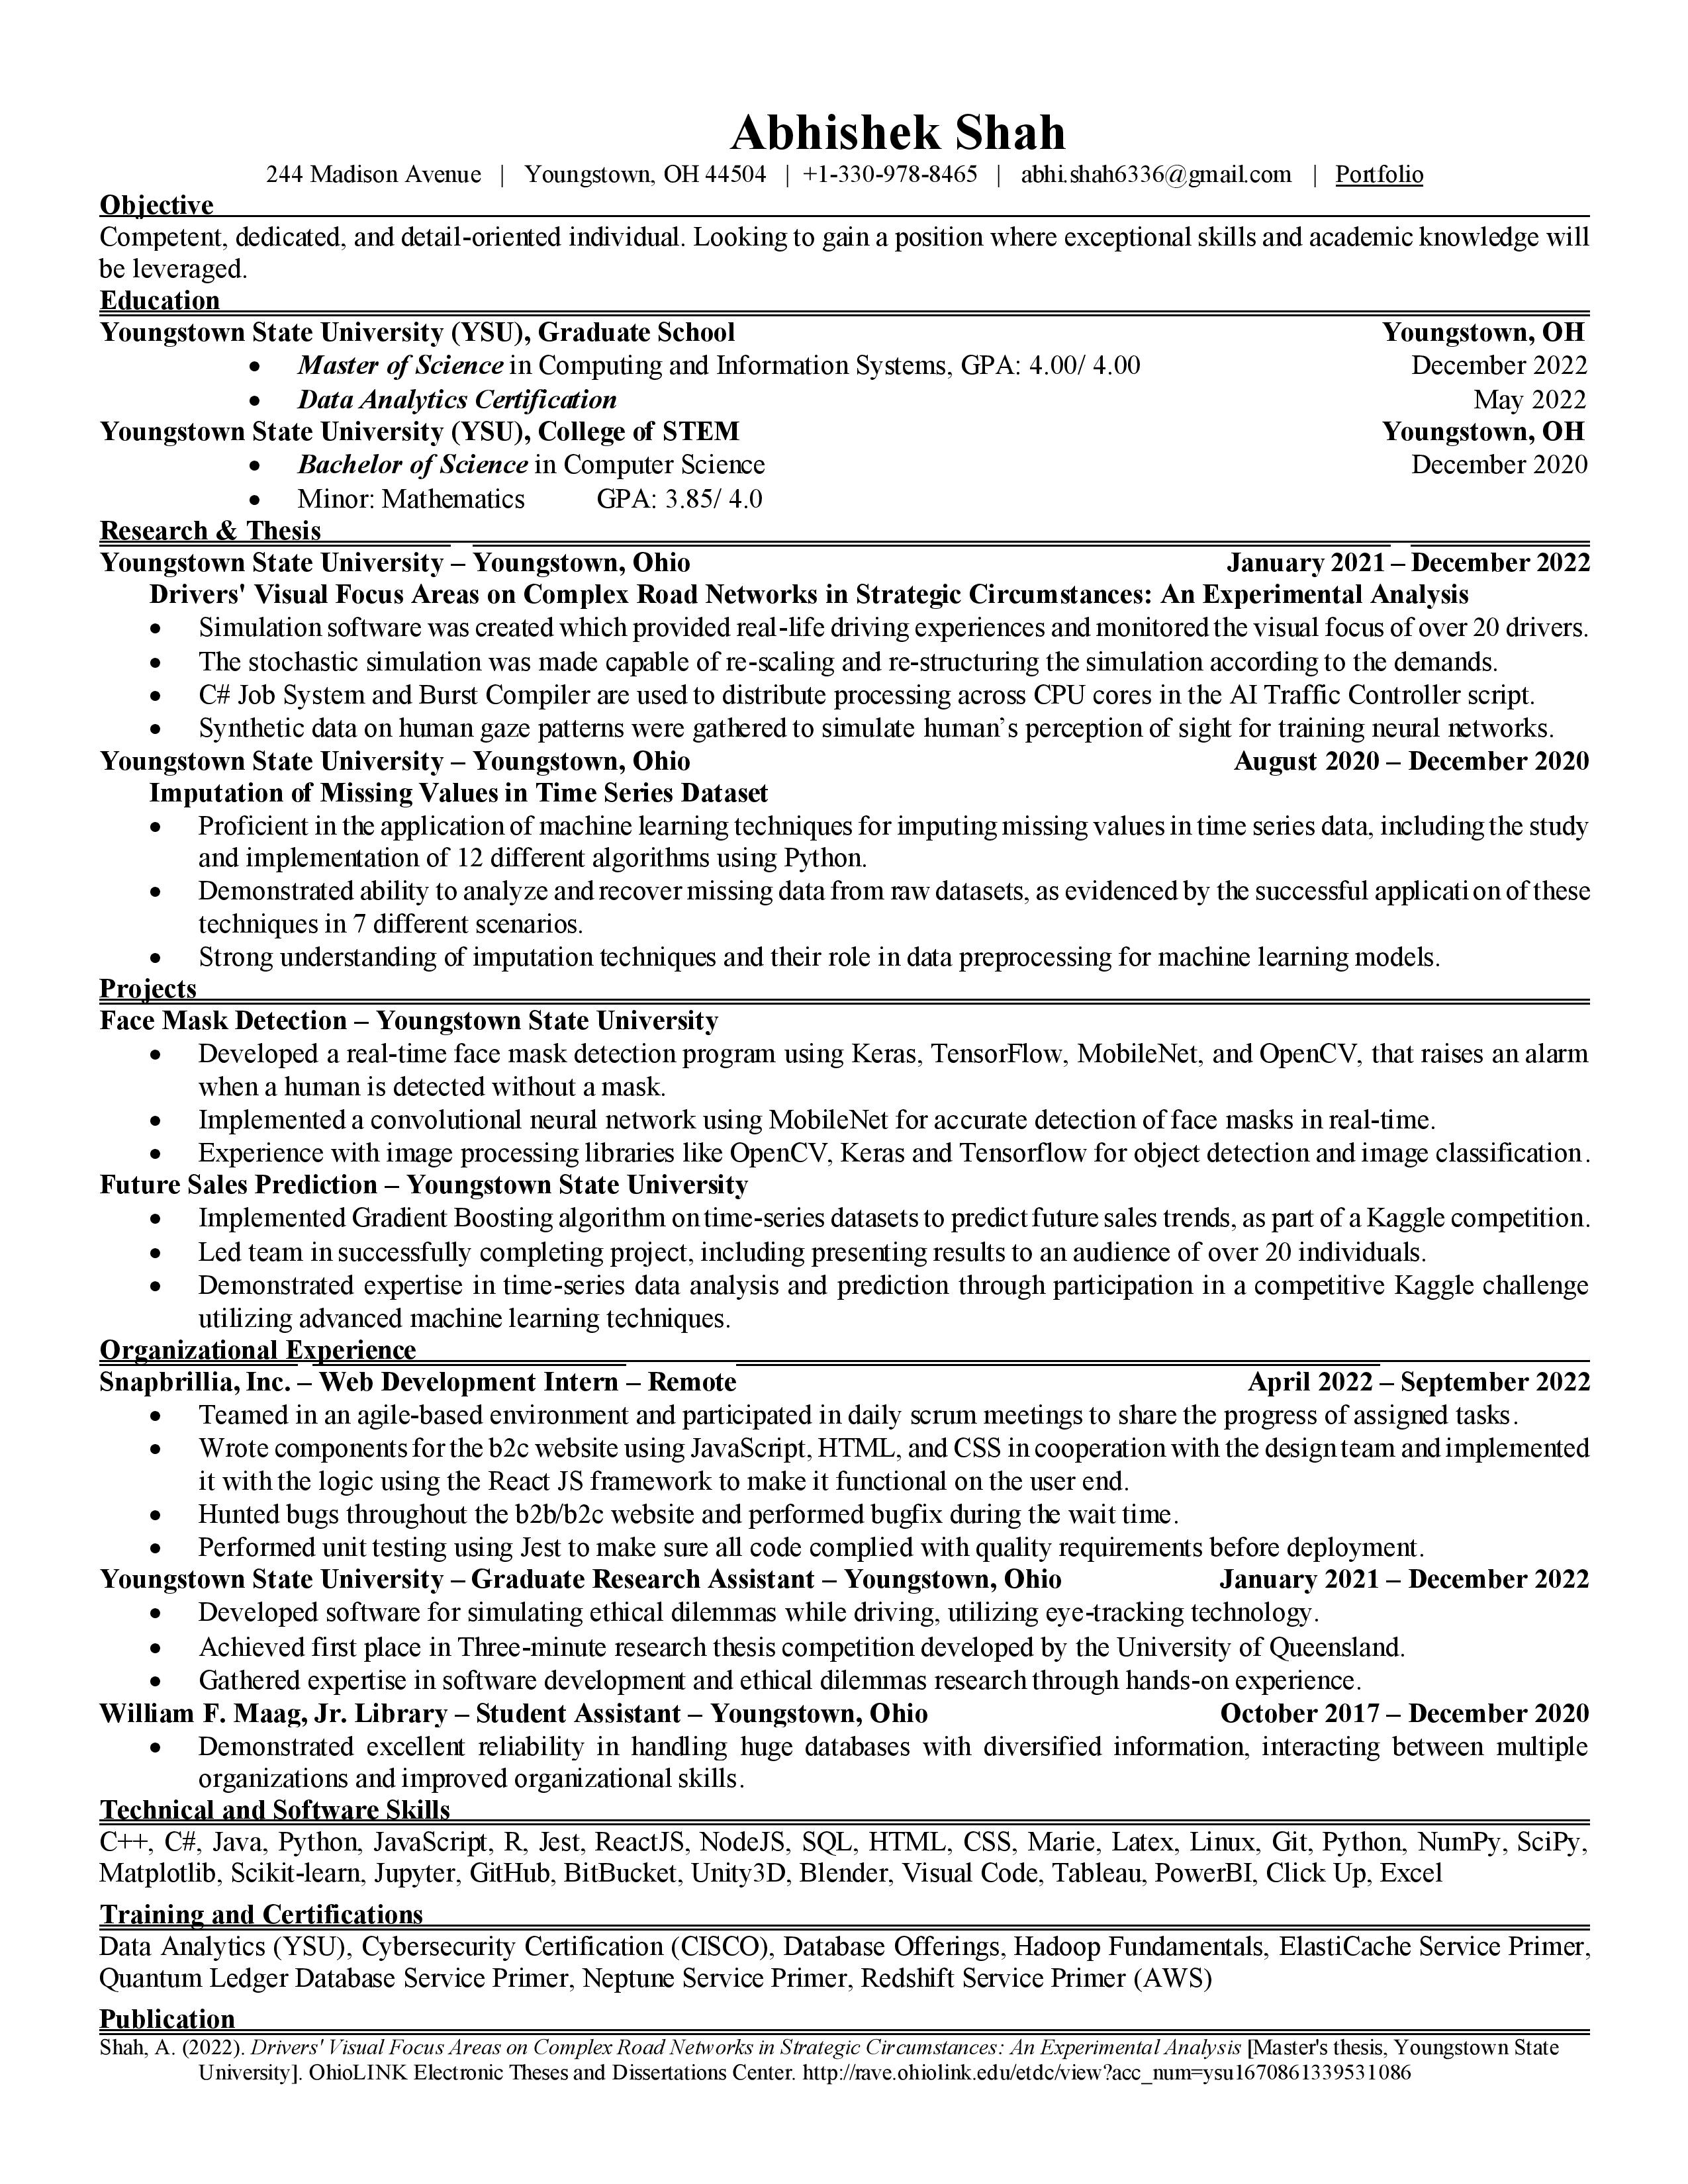 Abhishek Shah
244 Madison Avenue | Youngstown, OH 44504 | +1-330-978-8465 | abhi.shah6336@gmail.com | Portfolio
Objective
Competent, dedicated, and detail-oriented individual. Looking to gain a position where exceptional skills and academic knowledge will
be leveraged.
Education
Youngstown State University (YSU), Graduate School Youngstown, OH
• Master of Science in Computing and Information Systems, GPA: 4.00/ 4.00 December 2022
• Data Analytics Certification May 2022
Youngstown State University (YSU), College of STEM Youngstown, OH
• Bachelor of Science in Computer Science December 2020
• Minor: Mathematics GPA: 3.85/ 4.0
Research & Thesis
Youngstown State University – Youngstown, Ohio January 2021 – December 2022
Drivers' Visual Focus Areas on Complex Road Networks in Strategic Circumstances: An Experimental Analysis
• Simulation software was created which provided real-life driving experiences and monitored the visual focus of over 20 drivers.
• The stochastic simulation was made capable of re-scaling and re-structuring the simulation according to the demands.
• C# Job System and Burst Compiler are used to distribute processing across CPU cores in the AI Traffic Controller script.
• Synthetic data on human gaze patterns were gathered to simulate human’s perception of sight for training neural networks.
Youngstown State University – Youngstown, Ohio August 2020 – December 2020
Imputation of Missing Values in Time Series Dataset
• Proficient in the application of machine learning techniques for imputing missing values in time series data, including the study
and implementation of 12 different algorithms using Python.
• Demonstrated ability to analyze and recover missing data from raw datasets, as evidenced by the successful application of these
techniques in 7 different scenarios.
• Strong understanding of imputation techniques and their role in data preprocessing for machine learning models.
Projects
Face Mask Detection – Youngstown State University
• Developed a real-time face mask detection program using Keras, TensorFlow, MobileNet, and OpenCV, that raises an alarm
when a human is detected without a mask.
• Implemented a convolutional neural network using MobileNet for accurate detection of face masks in real-time.
• Experience with image processing libraries like OpenCV, Keras and Tensorflow for object detection and image classification.
Future Sales Prediction – Youngstown State University
• Implemented Gradient Boosting algorithm on time-series datasets to predict future sales trends, as part of a Kaggle competition.
• Led team in successfully completing project, including presenting results to an audience of over 20 individuals.
• Demonstrated expertise in time-series data analysis and prediction through participation in a competitive Kaggle challenge
utilizing advanced machine learning techniques.
Organizational Experience
Snapbrillia, Inc. – Web Development Intern – Remote April 2022 – September 2022
• Teamed in an agile-based environment and participated in daily scrum meetings to share the progress of assigned tasks.
• Wrote components for the b2c website using JavaScript, HTML, and CSS in cooperation with the design team and implemented
it with the logic using the React JS framework to make it functional on the user end.
• Hunted bugs throughout the b2b/b2c website and performed bugfix during the wait time.
• Performed unit testing using Jest to make sure all code complied with quality requirements before deployment.
Youngstown State University – Graduate Research Assistant – Youngstown, Ohio January 2021 – December 2022
• Developed software for simulating ethical dilemmas while driving, utilizing eye-tracking technology.
• Achieved first place in Three-minute research thesis competition developed by the University of Queensland.
• Gathered expertise in software development and ethical dilemmas research through hands-on experience.
William F. Maag, Jr. Library – Student Assistant – Youngstown, Ohio October 2017 – December 2020
• Demonstrated excellent reliability in handling huge databases with diversified information, interacting between multiple
organizations and improved organizational skills.
Technical and Software Skills
C++, C#, Java, Python, JavaScript, R, Jest, ReactJS, NodeJS, SQL, HTML, CSS, Marie, Latex, Linux, Git, Python, NumPy, SciPy,
Matplotlib, Scikit-learn, Jupyter, GitHub, BitBucket, Unity3D, Blender, Visual Code, Tableau, PowerBI, Click Up, Excel
Training and Certifications
Data Analytics (YSU), Cybersecurity Certification (CISCO), Database Offerings, Hadoop Fundamentals, ElastiCache Service Primer,
Quantum Ledger Database Service Primer, Neptune Service Primer, Redshift Service Primer (AWS)
Publication
Shah, A. (2022). Drivers' Visual Focus Areas on Complex Road Networks in Strategic Circumstances: An Experimental Analysis [Master's thesis, Youngstown State
University]. OhioLINK Electronic Theses and Dissertations Center. http://rave.ohiolink.edu/etdc/view?acc_num=ysu1670861339531086